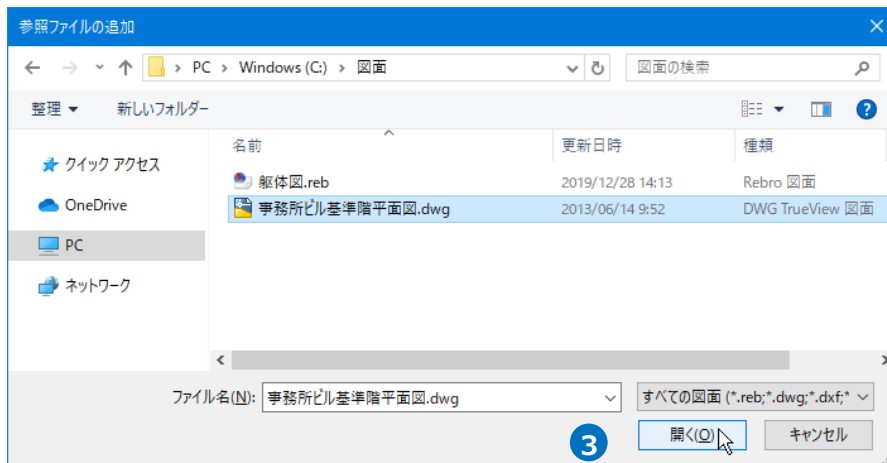 参照ファイルの追加
PC › Windows (C:) › 図面
図面の検索
整理
新しいフォルダー
名前 更新日時 種類
クイック アクセス
躯体図.reb 2019/12/28 14:13 Rebro 図面
OneDrive
事務所ビル基準階平面図.dwg 2013/06/14 9:52 DWG TrueView 図面
PC
ネットワーク
ファイル名(N): 事務所ビル基準階平面図.dwg すべての図面 (*.reb;*.dwg;*.dxf;*
3 開く(O) キャンセル